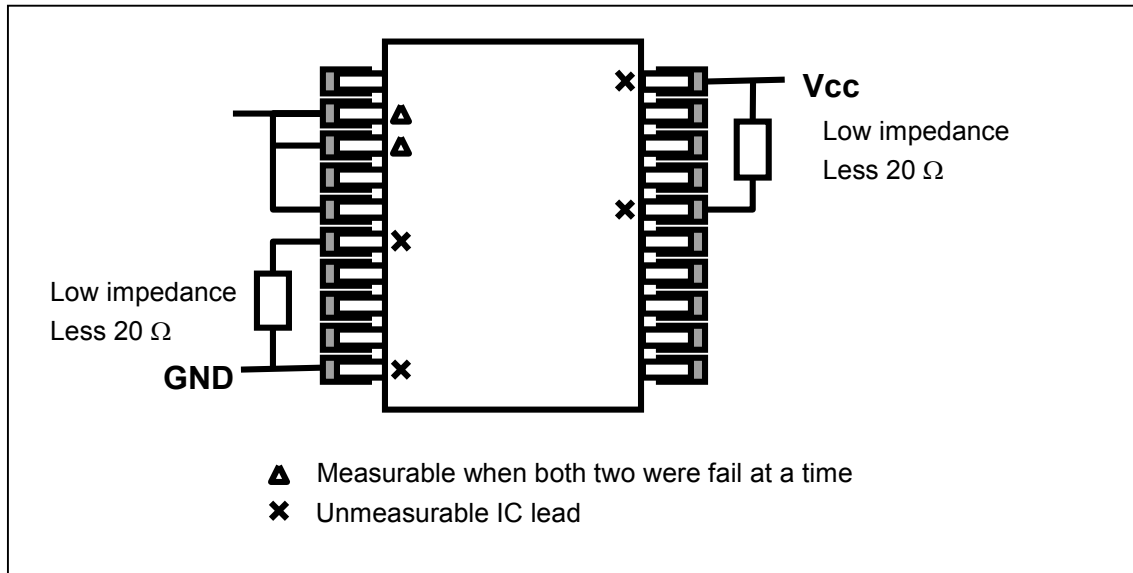 Vcc
Low impedance
Less 20 Ω
Low impedance
Less 20 Ω
GND
Measurable when both two were fail at a time
Unmeasurable IC lead